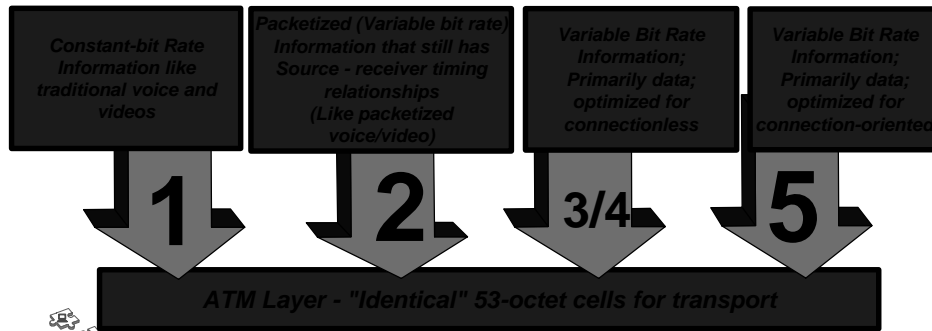 Constant-bit Rate
Information like
traditional voice and
videos
Packetized (Variable bit rate)
Information that still has
Source - receiver timing
relationships
(Like packetized
voice/video)
Variable Bit Rate
Information;
Primarily data;
optimized for
connectionless
Variable Bit Rate
Information;
Primarily data;
optimized for
connection-oriented
1
2
3/4
5
ATM Layer - "Identical" 53-octet cells for transport